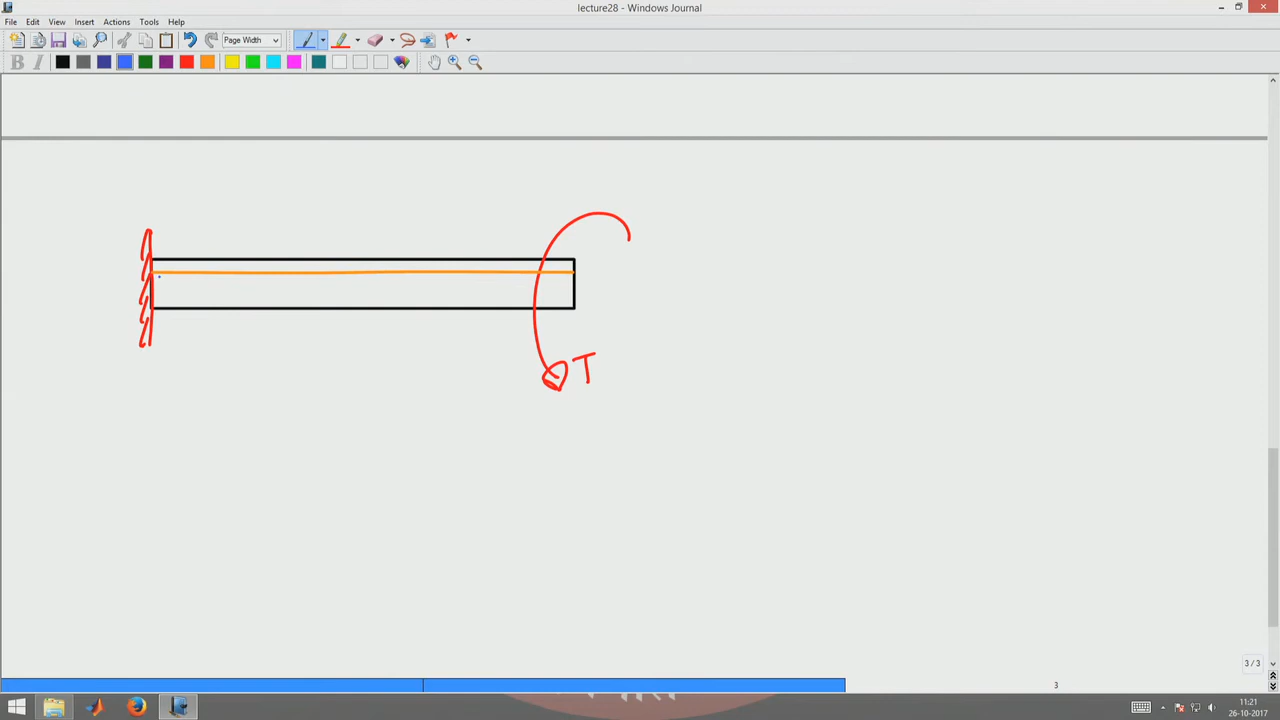 lecture28 - Windows Journal
File Edit View Insert Actions Tools Help
Page Width
B I
T
3 / 3
3
11:21
26-10-2017